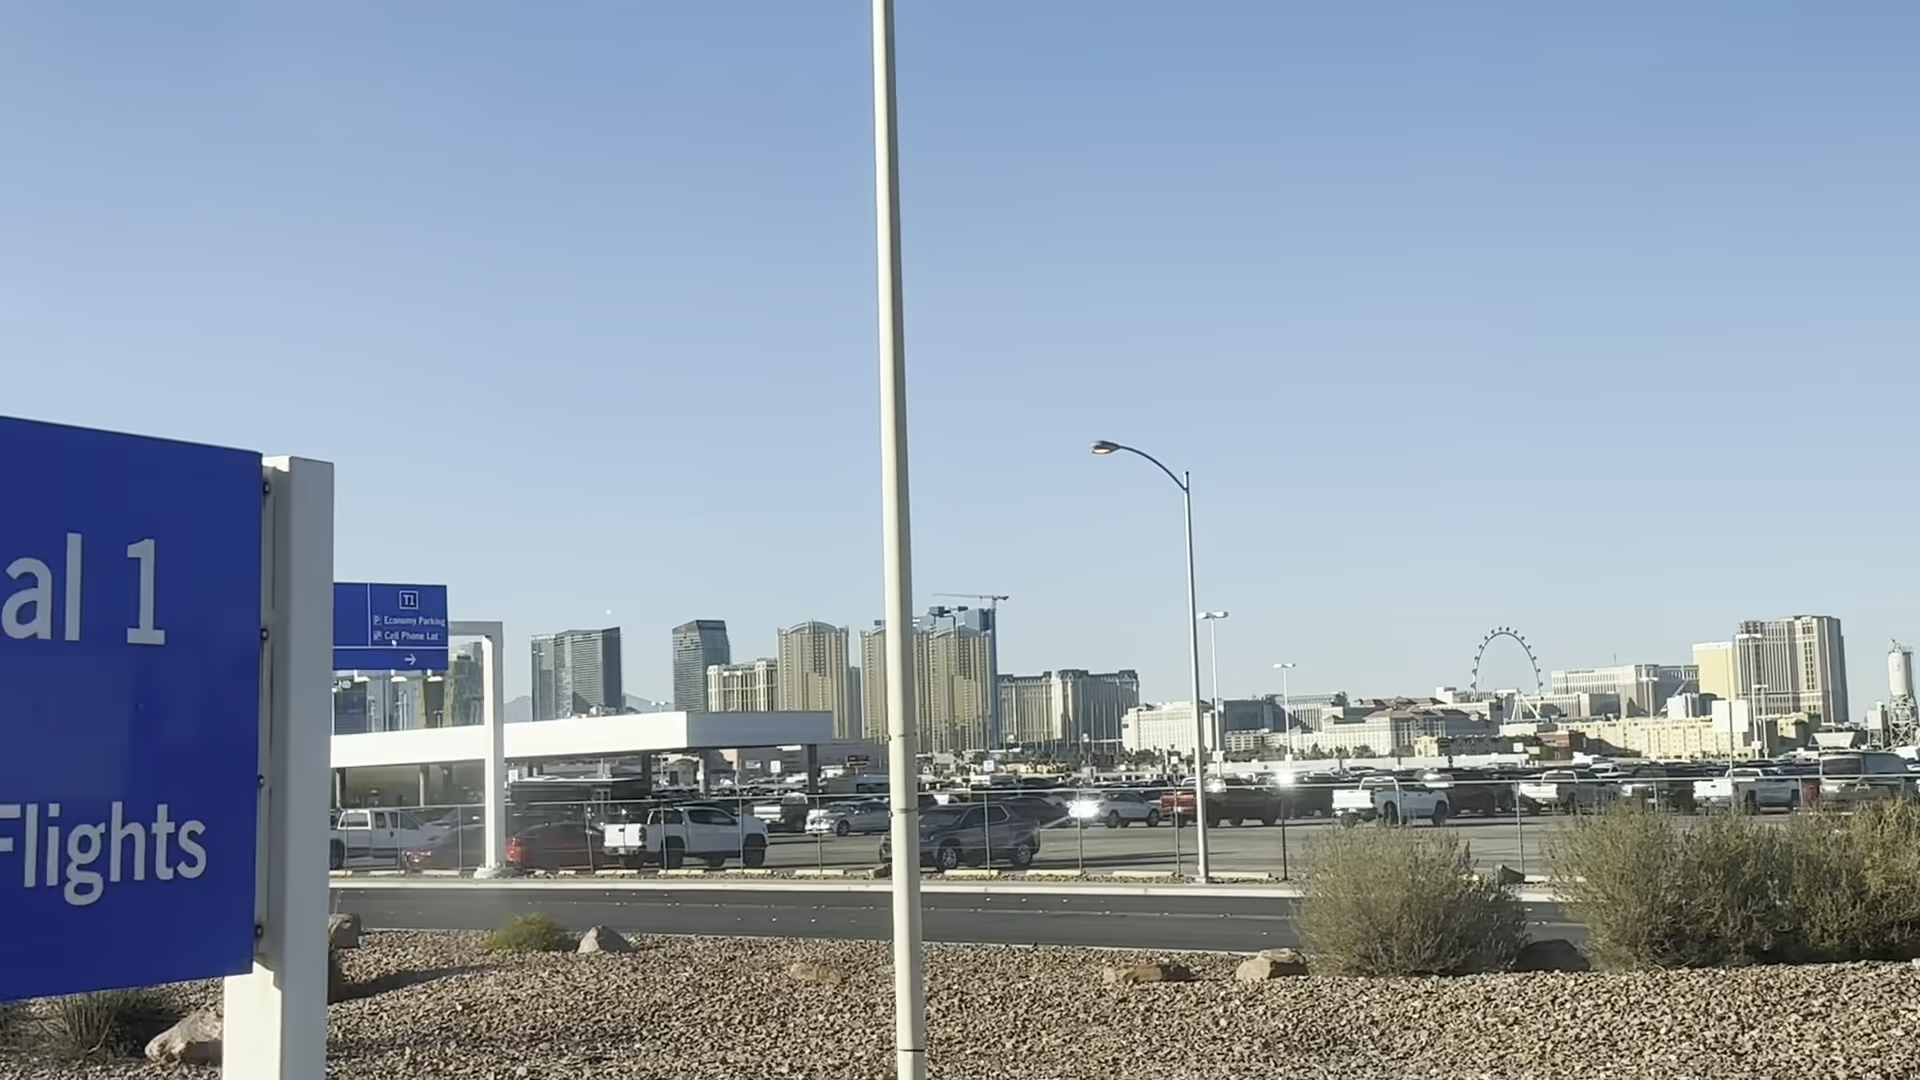 al 1
Flights
T1
P Economy Parking
Cell Phone Lot